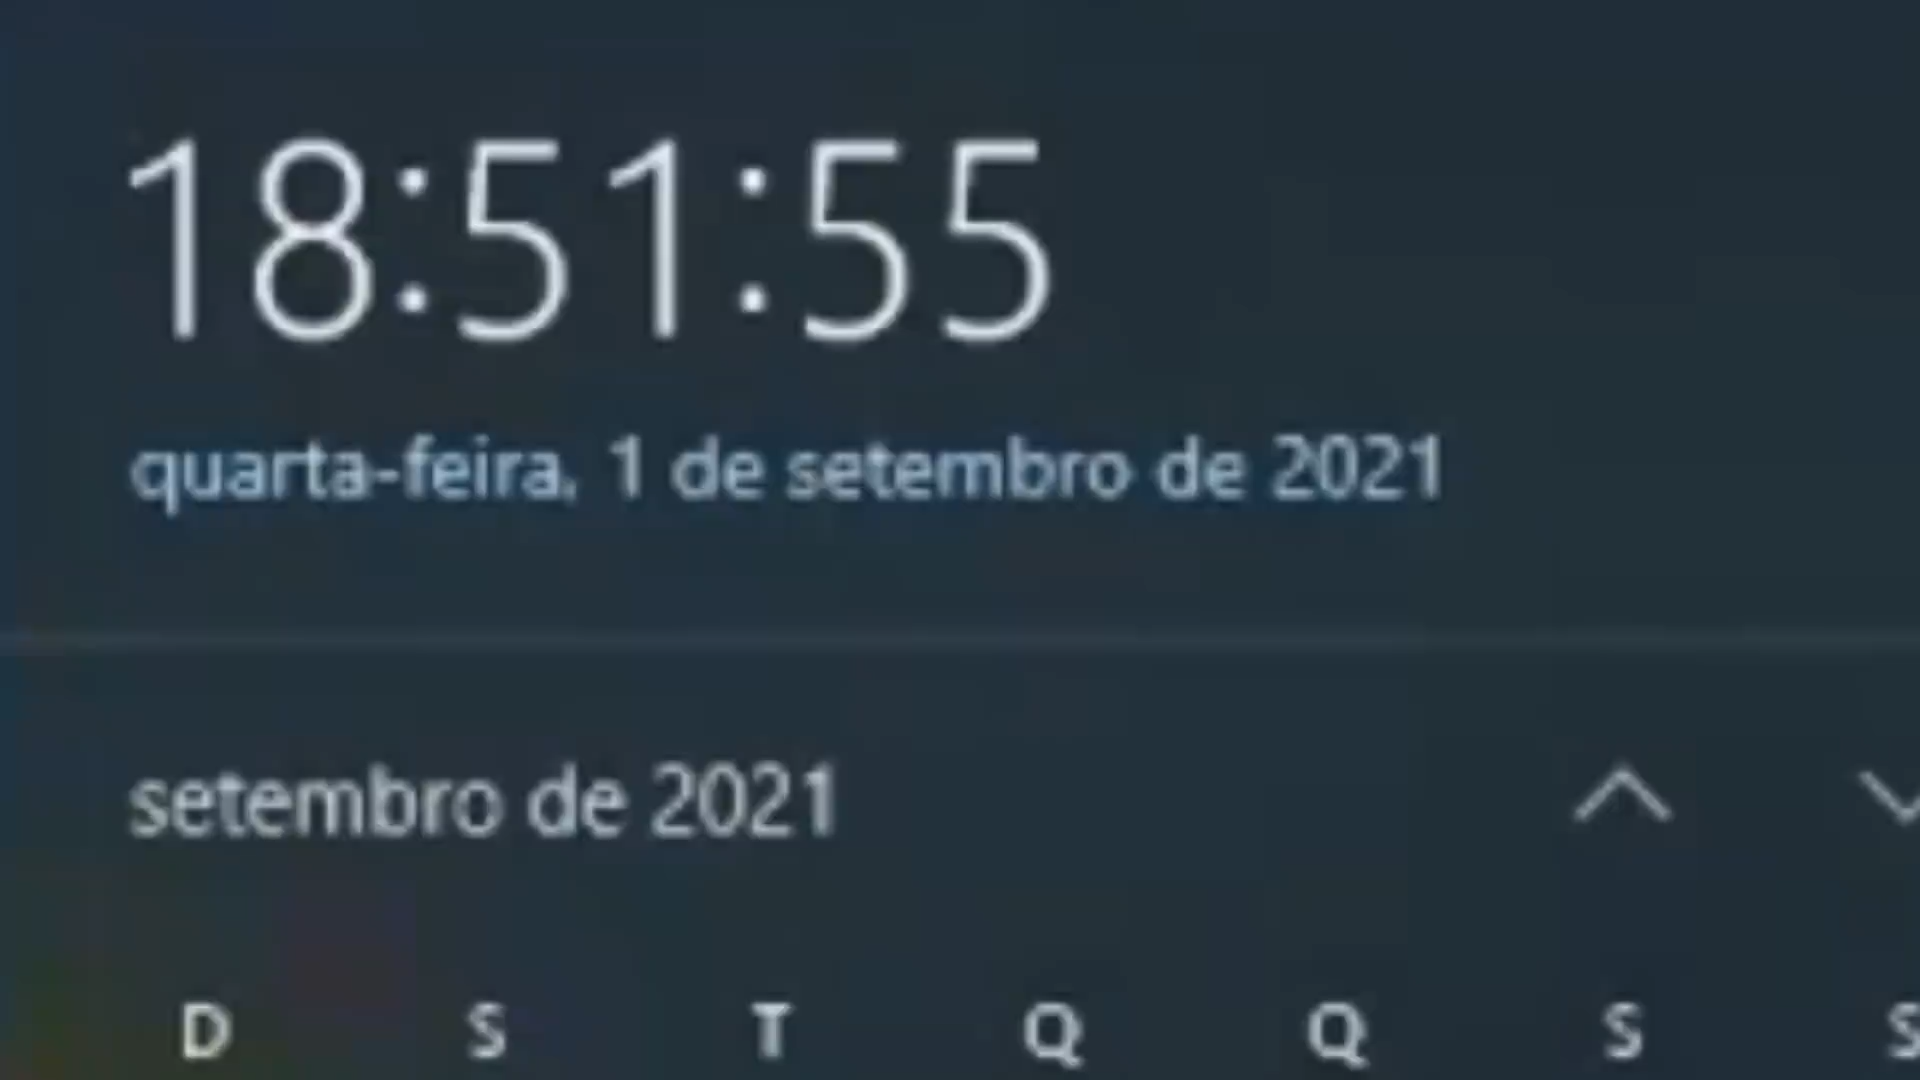 18:51:55
quarta-feira, 1 de setembro de 2021
setembro de 2021
D S T Q Q S S